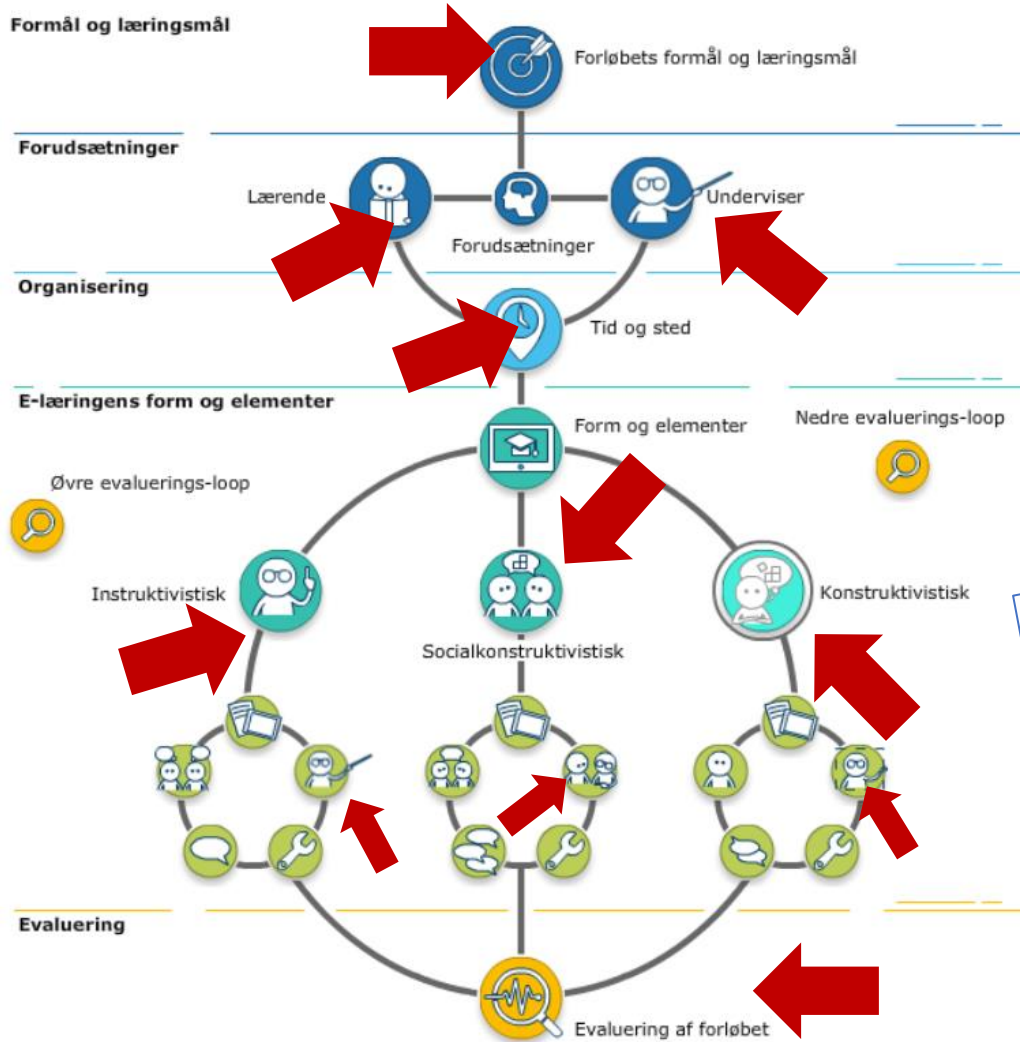 Formål og læringsmål
Forløbets formål og læringsmål
Forudsætninger
Lærende
Underviser
Forudsætninger
Organisering
Tid og sted
E-læringens form og elementer
Form og elementer
Nedre evaluerings-loop
Øvre evaluerings-loop
Instruktivistisk
Konstruktivistisk
Socialkonstruktivistisk
Evaluering
Evaluering af forløbet